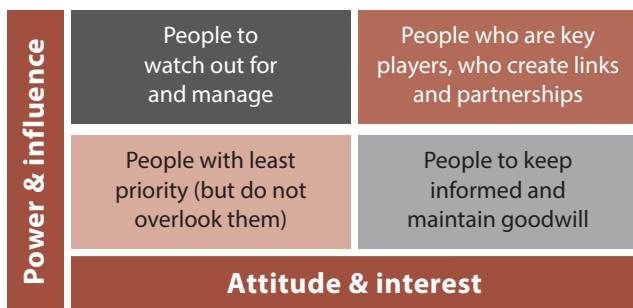 Power & influence
People to
watch out for
and manage
People who are key
players, who create links
and partnerships
People with least
priority (but do not
overlook them)
People to keep
informed and
maintain goodwill
Attitude & interest